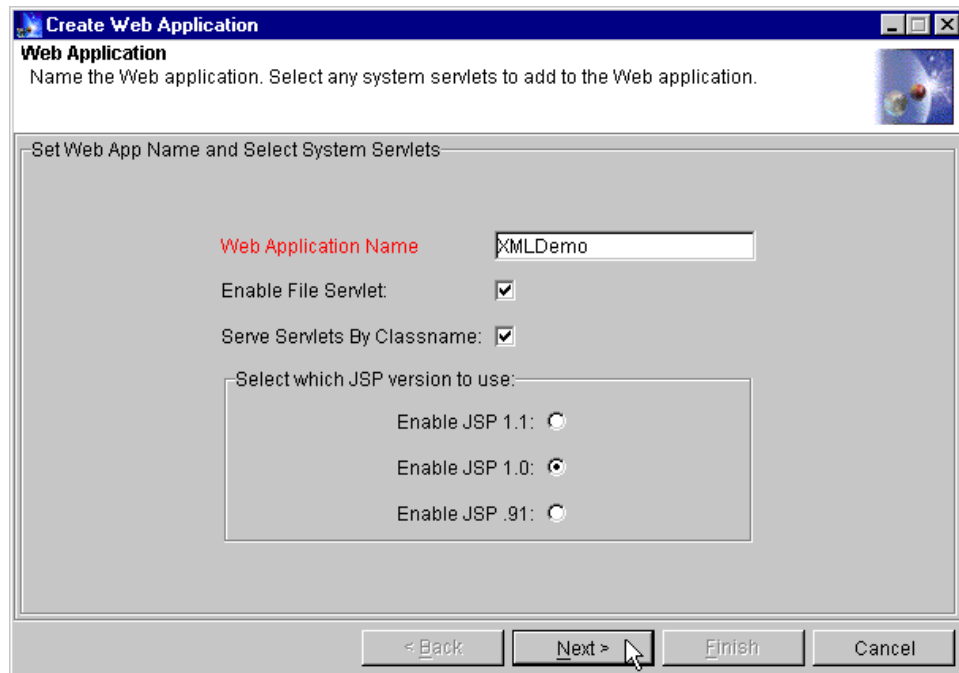 Create Web Application
Web Application
Name the Web application. Select any system servlets to add to the Web application.
Set Web App Name and Select System Servlets
Web Application Name XMLDemo
Enable File Servlet:
Serve Servlets By Classname:
Select which JSP version to use:
Enable JSP 1.1:
Enable JSP 1.0:
Enable JSP .91:
< Back Next > Finish Cancel